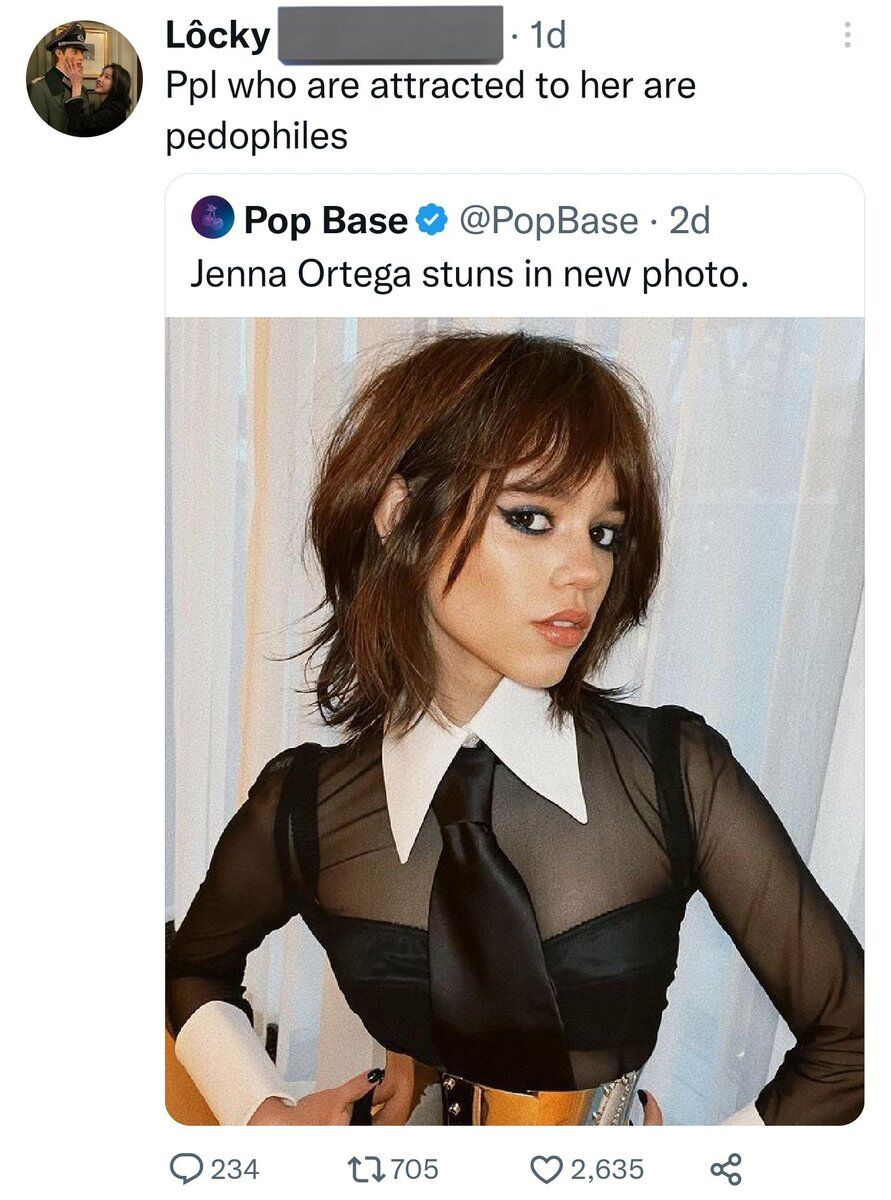 Lôcky · 1d
Ppl who are attracted to her are
pedophiles
Pop Base @PopBase · 2d
Jenna Ortega stuns in new photo.
234 705 2,635